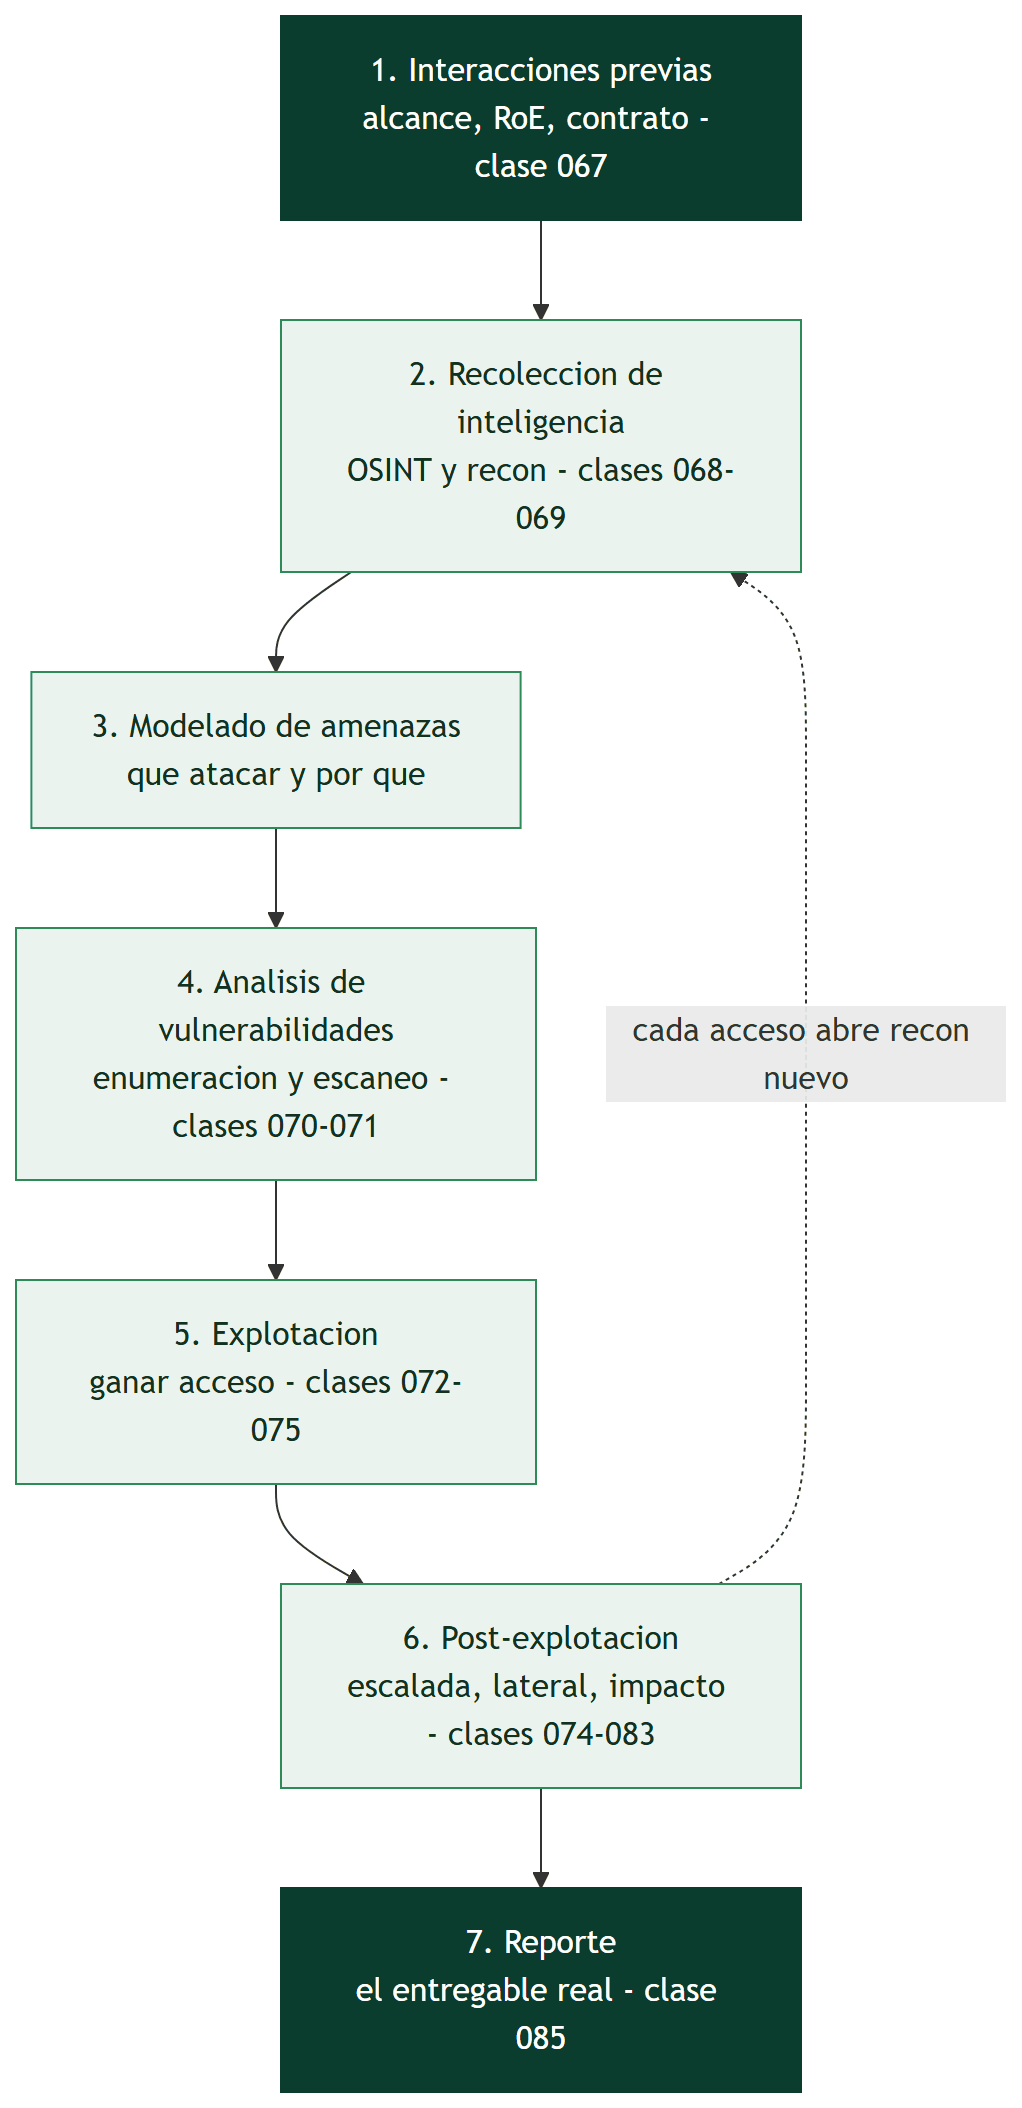 1. Interacciones previas
alcance, RoE, contrato -
clase 067
2. Recoleccion de
inteligencia
OSINT y recon - clases 068-
069
3. Modelado de amenazas
que atacar y por que
4. Analisis de
vulnerabilidades
enumeracion y escaneo -
clases 070-071
cada acceso abre recon
nuevo
5. Explotacion
ganar acceso - clases 072-
075
6. Post-explotacion
escalada, lateral, impacto
- clases 074-083
7. Reporte
el entregable real - clase
085